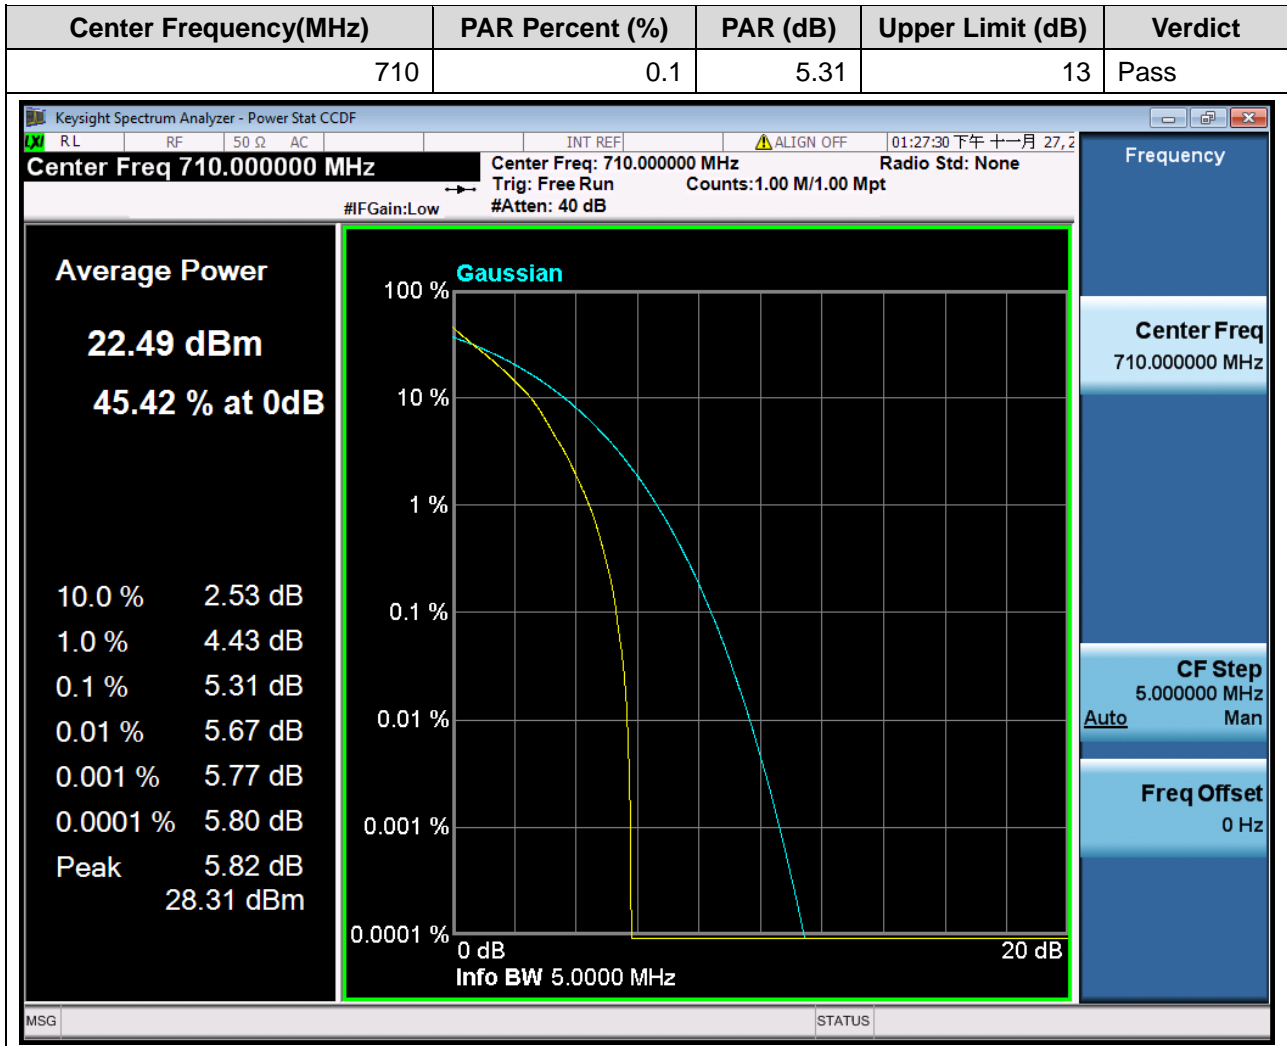 Center Frequency(MHz) PAR Percent (%) PAR (dB) Upper Limit (dB) Verdict
710 0.1 5.31 13 Pass
Keysight Spectrum Analyzer - Power Stat CCDF
LXI RL RF 50 Ω AC INT REF ALIGN OFF 01:27:30 下午 十一月 27, 2
Center Freq 710.000000 MHz
Center Freq: 710.000000 MHz Radio Std: None
Trig: Free Run Counts:1.00 M/1.00 Mpt
#IFGain:Low #Atten: 40 dB
Average Power
22.49 dBm
45.42 % at 0dB
10.0 % 2.53 dB
1.0 % 4.43 dB
0.1 % 5.31 dB
0.01 % 5.67 dB
0.001 % 5.77 dB
0.0001 % 5.80 dB
Peak 5.82 dB
28.31 dBm
Gaussian
100 %
10 %
1 %
0.1 %
0.01 %
0.001 %
0.0001 %
0 dB 20 dB
Info BW 5.0000 MHz
Frequency
Center Freq
710.000000 MHz
CF Step
5.000000 MHz
Auto Man
Freq Offset
0 Hz
MSG STATUS